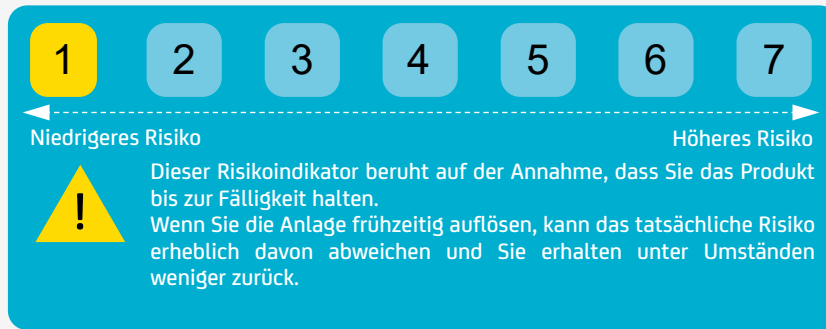 1 2 3 4 5 6 7
Niedrigeres Risiko Höheres Risiko
Dieser Risikoindikator beruht auf der Annahme, dass Sie das Produkt
bis zur Fälligkeit halten.
Wenn Sie die Anlage frühzeitig auflösen, kann das tatsächliche Risiko
erheblich davon abweichen und Sie erhalten unter Umständen
weniger zurück.
!